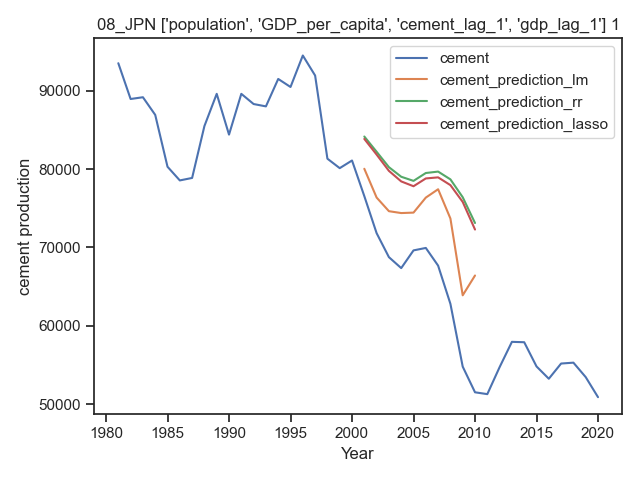 08_JPN ['population', 'GDP_per_capita', 'cement_lag_1', 'gdp_lag_1'] 1
cement
cement_prediction_lm
cement_prediction_rr
cement_prediction_lasso
cement production
90000
80000
70000
60000
50000
1980 1985 1990 1995 2000 2005 2010 2015 2020
Year